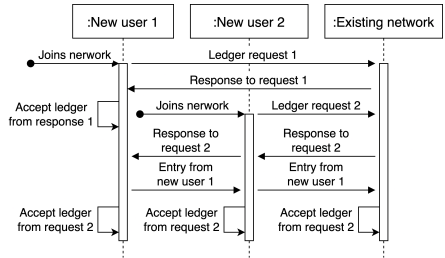 :New user 1
:New user 2
:Existing network
Joins nerwork
Ledger request 1
Response to request 1
Accept ledger
from response 1
Joins nerwork
Ledger request 2
Response to
request 2
Response to
request 2
Entry from
new user 1
Entry from
new user 1
Accept ledger
from request 2
Accept ledger
from request 2
Accept ledger
from request 2